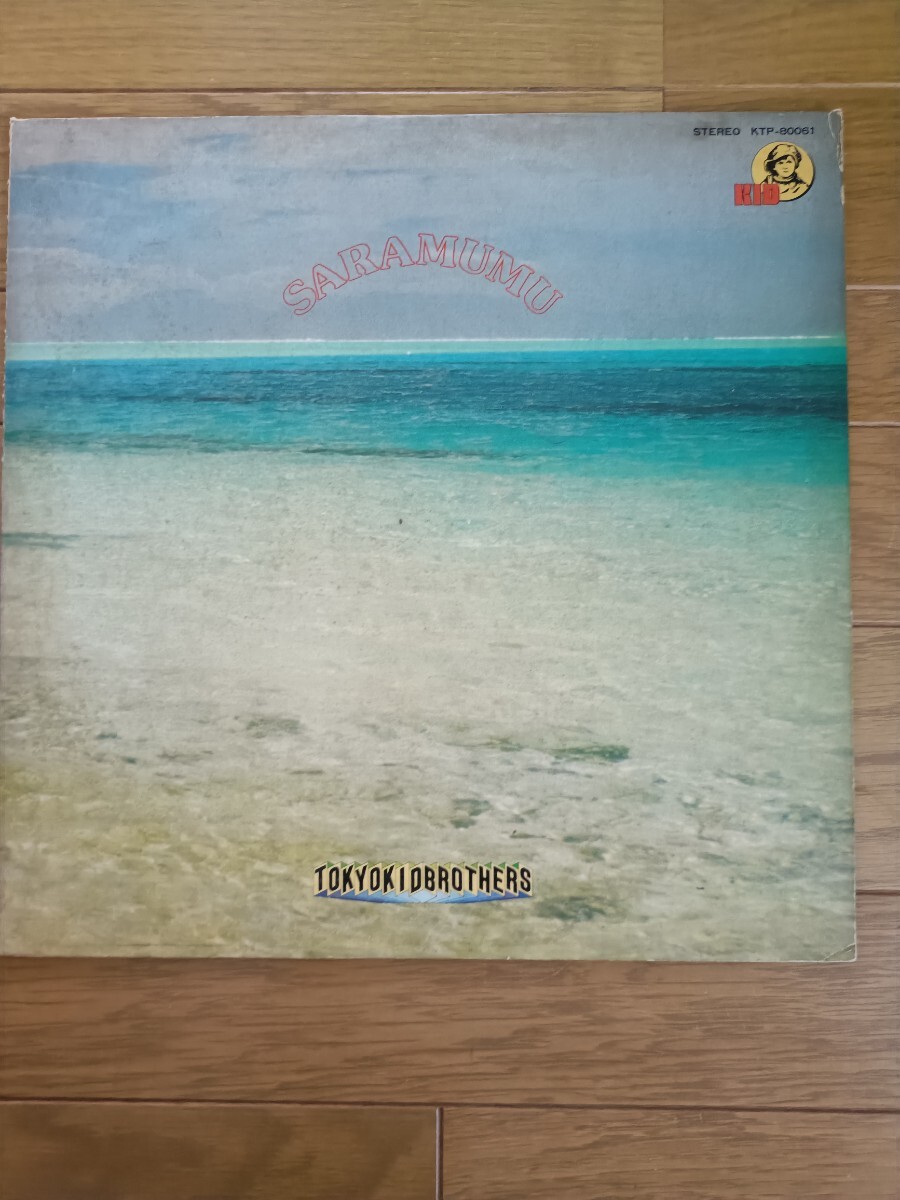 STEREO KTP-80061
KID
SARAMUMU
TOKYOKIDBROTHERS